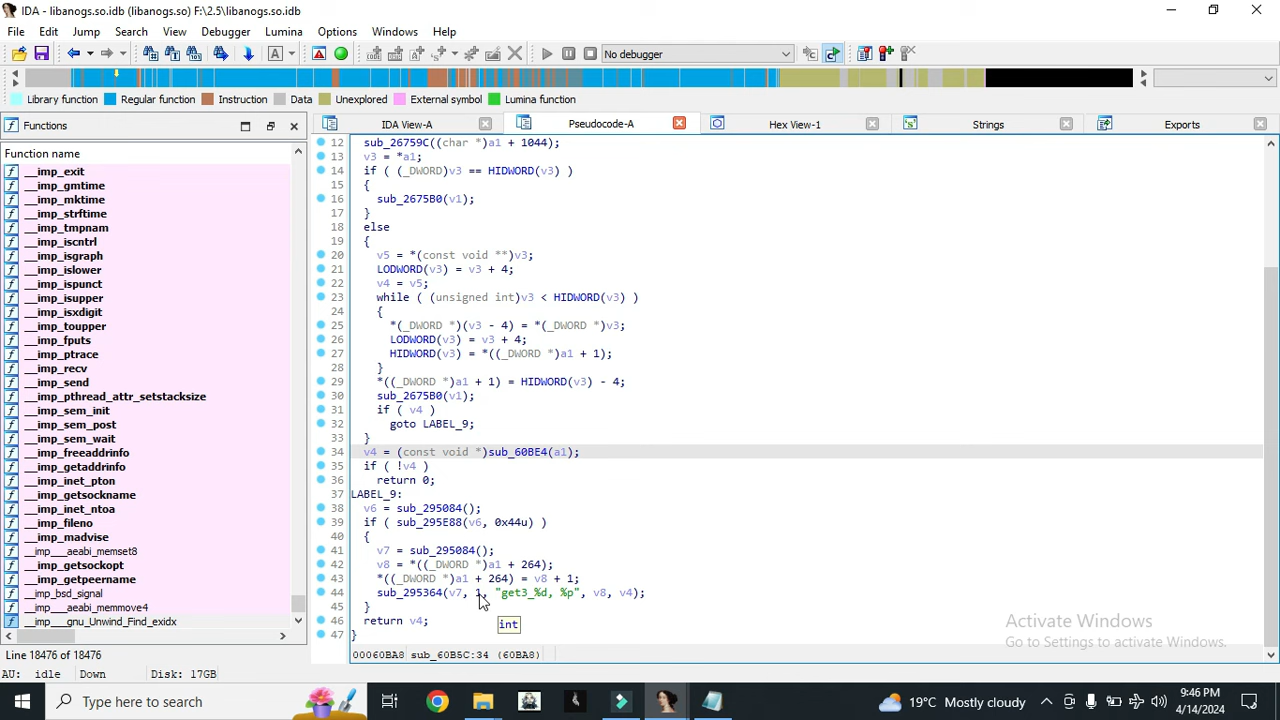 IDA - libanogs.so.idb (libanogs.so) F:\2.5\libanogs.so.idb
File Edit Jump Search View Debugger Lumina Options Windows Help
No debugger
Library function Regular function Instruction Data Unexplored External symbol Lumina function
Functions
IDA View-A Pseudocode-A Hex View-1 Strings Exports
Function name
__imp_exit
__imp_gmtime
__imp_mktime
__imp_strftime
__imp_tmpnam
__imp_iscntrl
__imp_isgraph
__imp_islower
__imp_ispunct
__imp_isupper
__imp_isxdigit
__imp_toupper
__imp_fputs
__imp_ptrace
__imp_recv
__imp_send
__imp_pthread_attr_setstacksize
__imp_sem_init
__imp_sem_post
__imp_sem_wait
__imp_freeaddrinfo
__imp_getaddrinfo
__imp_inet_pton
__imp_getsockname
__imp_inet_ntoa
__imp_fileno
__imp_madvise
__imp___aeabi_memset8
__imp_getsockopt
__imp_getpeername
__imp_bsd_signal
__imp___aeabi_memmove4
__imp___gnu_Unwind_Find_exidx
Line 18476 of 18476
12 sub_26759C((char *)a1 + 1044);
13 v3 = *a1;
14 if ( (_DWORD)v3 == HIDWORD(v3) )
15 {
16 sub_2675B0(v1);
17 }
18 else
19 {
20 v5 = *(const void **)v3;
21 LODWORD(v3) = v3 + 4;
22 v4 = v5;
23 while ( (unsigned int)v3 < HIDWORD(v3) )
24 {
25 *(_DWORD *)(v3 - 4) = *(_DWORD *)v3;
26 LODWORD(v3) = v3 + 4;
27 HIDWORD(v3) = *((_DWORD *)a1 + 1);
28 }
29 *((_DWORD *)a1 + 1) = HIDWORD(v3) - 4;
30 sub_2675B0(v1);
31 if ( v4 )
32 goto LABEL_9;
33 }
34 v4 = (const void *)sub_60BE4(a1);
35 if ( !v4 )
36 return 0;
37 LABEL_9:
38 v6 = sub_295084();
39 if ( sub_295E88(v6, 0x44u) )
40 {
41 v7 = sub_295084();
42 v8 = *((_DWORD *)a1 + 264);
43 *((_DWORD *)a1 + 264) = v8 + 1;
44 sub_295364(v7, 1, "get3_%d, %p", v8, v4);
45 }
46 return v4;
47 }
int
00060BA8 sub_60B5C:34 (60BA8)
Activate Windows
Go to Settings to activate Windows.
AU: idle Down Disk: 17GB
Type here to search
19°C Mostly cloudy
9:46 PM
4/14/2024